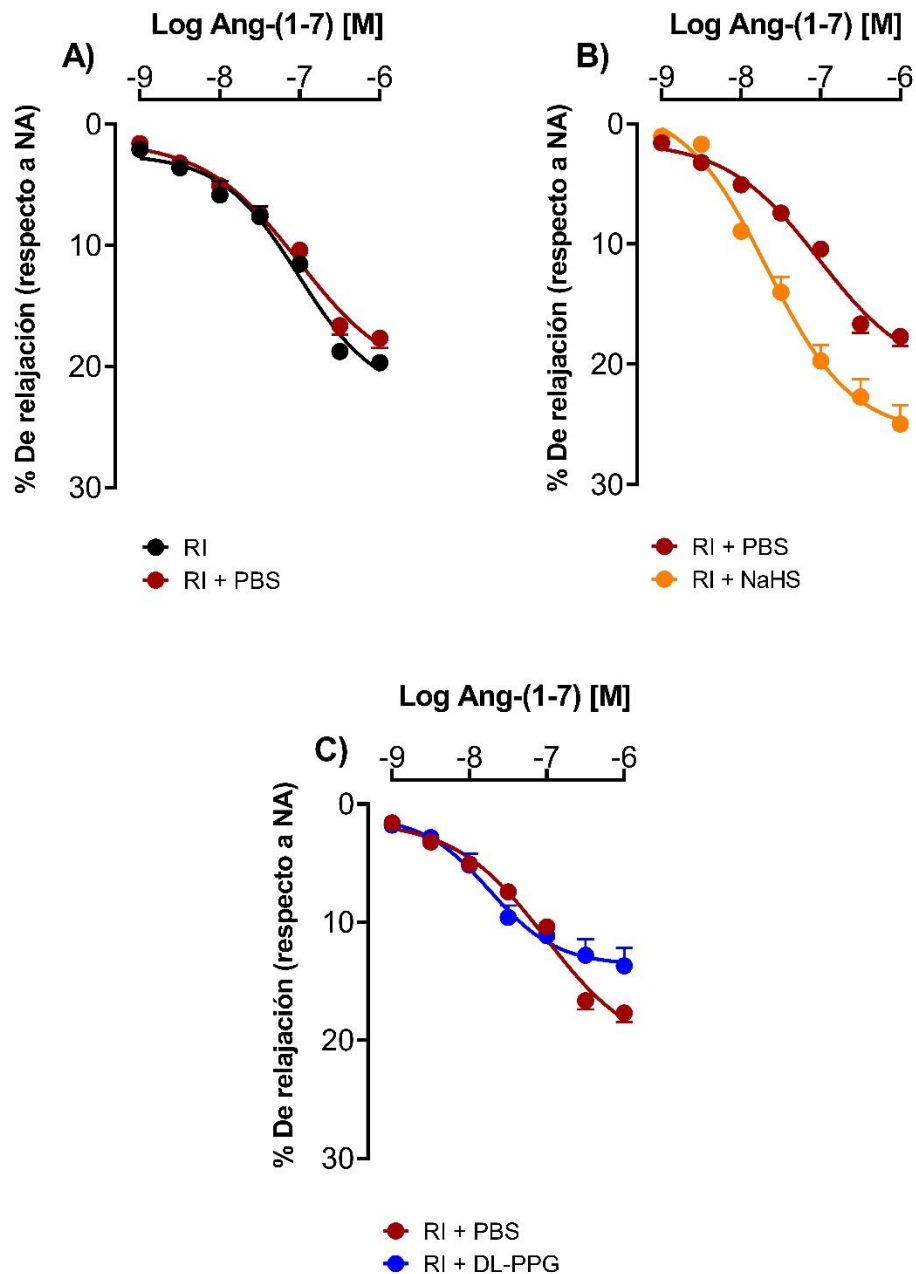 Log Ang-(1-7) [M]
A)
-9 -8 -7 -6
0
10
20
30
% De relajación (respecto a NA)
RI
RI + PBS
Log Ang-(1-7) [M]
B)
-9 -8 -7 -6
0
10
20
30
% De relajación (respecto a NA)
RI + PBS
RI + NaHS
Log Ang-(1-7) [M]
C)
-9 -8 -7 -6
0
10
20
30
% De relajación (respecto a NA)
RI + PBS
RI + DL-PPG